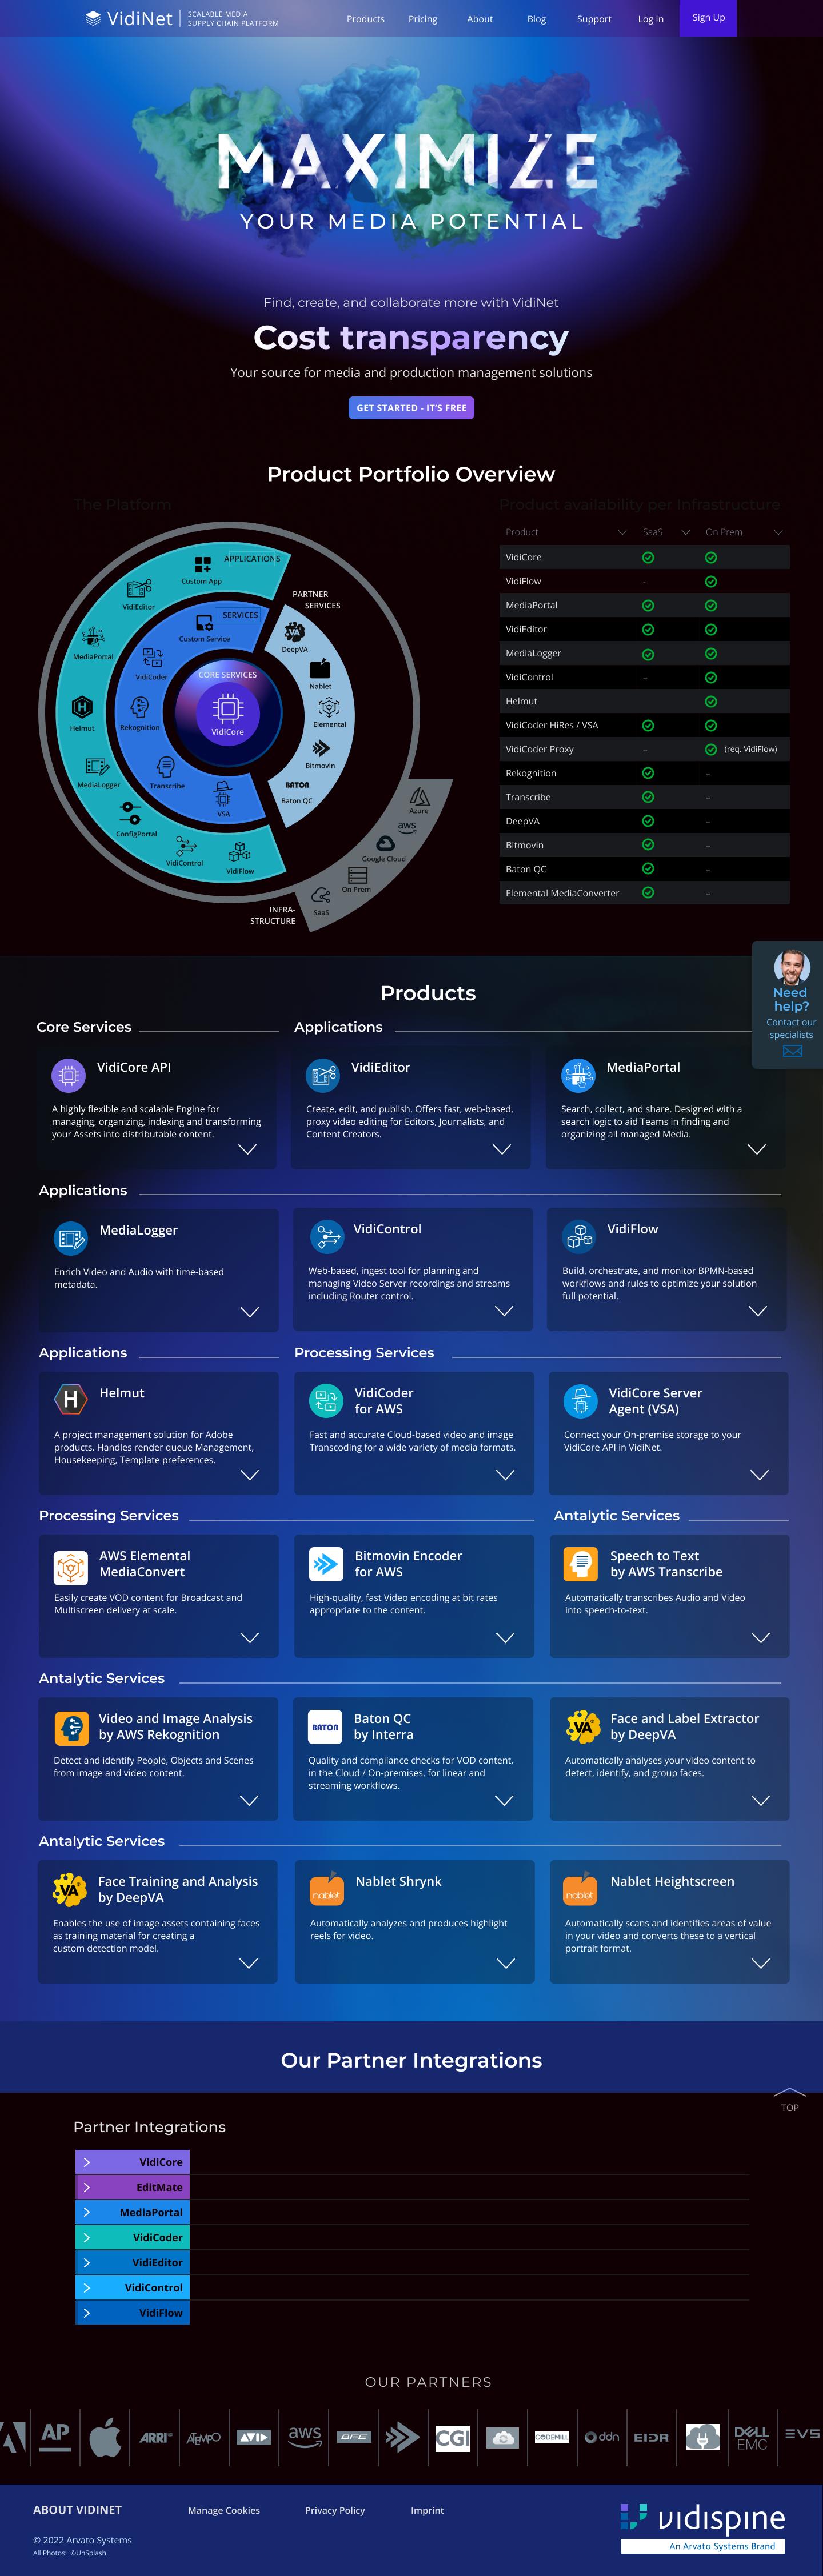 VidiNet
SCALABLE MEDIA
SUPPLY CHAIN PLATFORM
Products Pricing About Blog Support Log In Sign Up
MAXIMIZE
YOUR MEDIA POTENTIAL
Find, create, and collaborate more with VidiNet
Cost transparency
Your source for media and production management solutions
GET STARTED - IT'S FREE
Product Portfolio Overview
The Platform
APPLICATIONS
Custom App
VidiEditor
MediaPortal
Helmut
MediaLogger
ConfigPortal
VidiControl
VidiFlow
SERVICES
Custom Service
VidiCoder
Rekognition
Transcribe
VSA
CORE SERVICES
VidiCore
PARTNER
SERVICES
DeepVA
Nablet
Elemental
Bitmovin
BATON
Baton QC
Azure
aws
Google Cloud
On Prem
SaaS
INFRA-
STRUCTURE
Product availability per Infrastructure
Product SaaS On Prem
VidiCore
VidiFlow -
MediaPortal
VidiEditor
MediaLogger
VidiControl –
Helmut
VidiCoder HiRes / VSA
VidiCoder Proxy – (req. VidiFlow)
Rekognition –
Transcribe –
DeepVA –
Bitmovin –
Baton QC –
Elemental MediaConverter –
Need
help?
Contact our
specialists
Products
Core Services
Applications
VidiCore API
A highly flexible and scalable Engine for
managing, organizing, indexing and transforming
your Assets into distributable content.
VidiEditor
Create, edit, and publish. Offers fast, web-based,
proxy video editing for Editors, Journalists, and
Content Creators.
MediaPortal
Search, collect, and share. Designed with a
search logic to aid Teams in finding and
organizing all managed Media.
Applications
MediaLogger
Enrich Video and Audio with time-based
metadata.
VidiControl
Web-based, ingest tool for planning and
managing Video Server recordings and streams
including Router control.
VidiFlow
Build, orchestrate, and monitor BPMN-based
workflows and rules to optimize your solution
full potential.
Applications
Processing Services
H
Helmut
A project management solution for Adobe
products. Handles render queue Management,
Housekeeping, Template preferences.
VidiCoder
for AWS
Fast and accurate Cloud-based video and image
Transcoding for a wide variety of media formats.
VidiCore Server
Agent (VSA)
Connect your On-premise storage to your
VidiCore API in VidiNet.
Processing Services
Antalytic Services
AWS Elemental
MediaConvert
Easily create VOD content for Broadcast and
Multiscreen delivery at scale.
Bitmovin Encoder
for AWS
High-quality, fast Video encoding at bit rates
appropriate to the content.
Speech to Text
by AWS Transcribe
Automatically transcribes Audio and Video
into speech-to-text.
Antalytic Services
Video and Image Analysis
by AWS Rekognition
Detect and identify People, Objects and Scenes
from image and video content.
BATON
Baton QC
by Interra
Quality and compliance checks for VOD content,
in the Cloud / On-premises, for linear and
streaming workflows.
VA
Face and Label Extractor
by DeepVA
Automatically analyses your video content to
detect, identify, and group faces.
Antalytic Services
VA
Face Training and Analysis
by DeepVA
Enables the use of image assets containing faces
as training material for creating a
custom detection model.
nablet
Nablet Shrynk
Automatically analyzes and produces highlight
reels for video.
nablet
Nablet Heightscreen
Automatically scans and identifies areas of value
in your video and converts these to a vertical
portrait format.
Our Partner Integrations
TOP
Partner Integrations
VidiCore
EditMate
MediaPortal
VidiCoder
VidiEditor
VidiControl
VidiFlow
OUR PARTNERS
AP ARRI ATEMPO AVID aws BFE CGI CODEMILL ddn EIDR DELL EMC EVS
ABOUT VIDINET
Manage Cookies Privacy Policy Imprint
© 2022 Arvato Systems
All Photos: ©UnSplash
vidispine
An Arvato Systems Brand